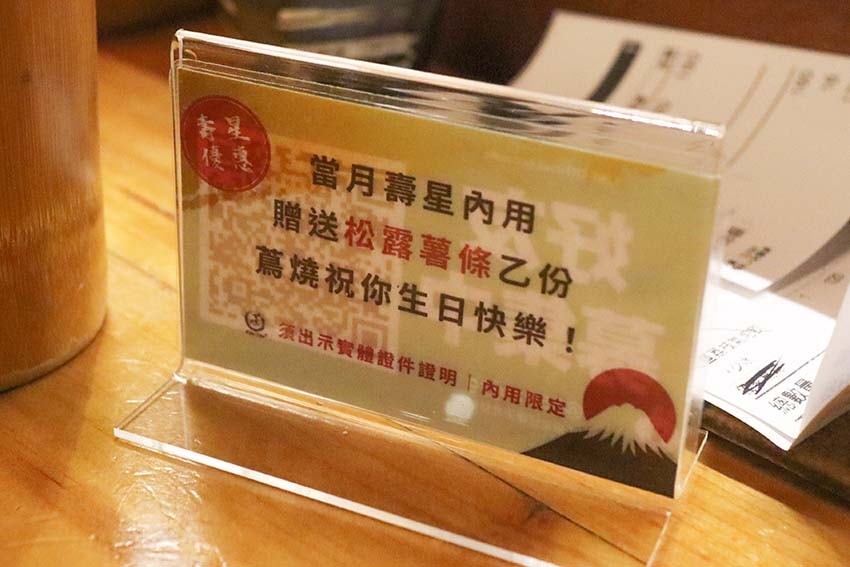 壽星
優惠
當月壽星內用
贈送松露薯條乙份
蔦燒祝你生日快樂！
須出示實體證件證明｜內用限定